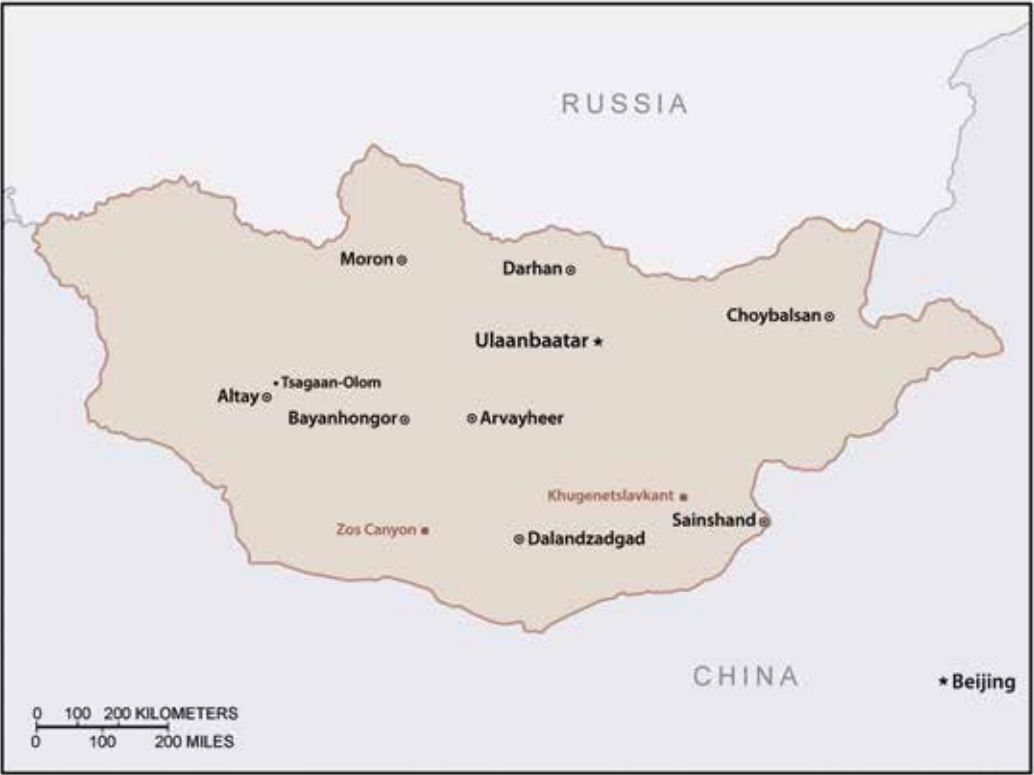 RUSSIA
Moron
Darhan
Choybalsan
Ulaanbaatar
Tsagaan-Olom
Altay
Bayanhongor
Arvayheer
Khugenetslavkant
Sainshand
Zos Canyon
Dalandzadgad
CHINA
Beijing
0 100 200 KILOMETERS
0 100 200 MILES